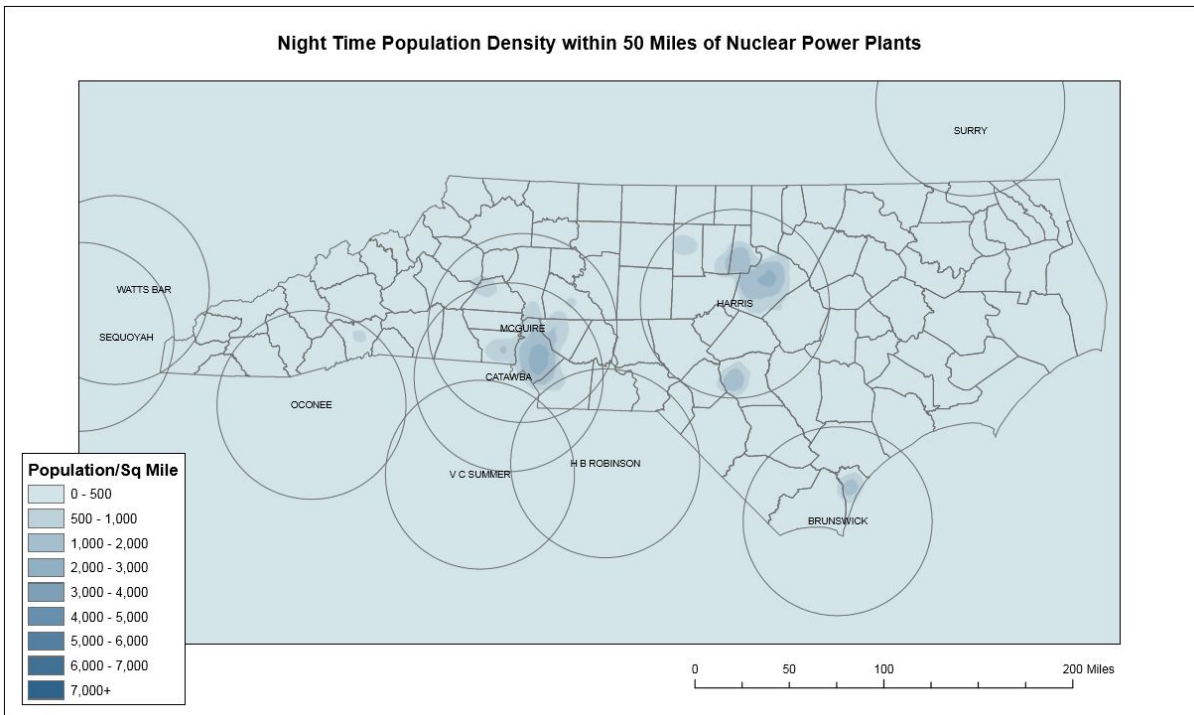 Night Time Population Density within 50 Miles of Nuclear Power Plants
SURRY
WATTS BAR
HARRIS
MCGUIRE
SEQUOYAH
CATAWBA
OCONEE
H B ROBINSON
V C SUMMER
BRUNSWICK
Population/Sq Mile
0 - 500
500 - 1,000
1,000 - 2,000
2,000 - 3,000
3,000 - 4,000
4,000 - 5,000
5,000 - 6,000
6,000 - 7,000
7,000+
0 50 100 200 Miles